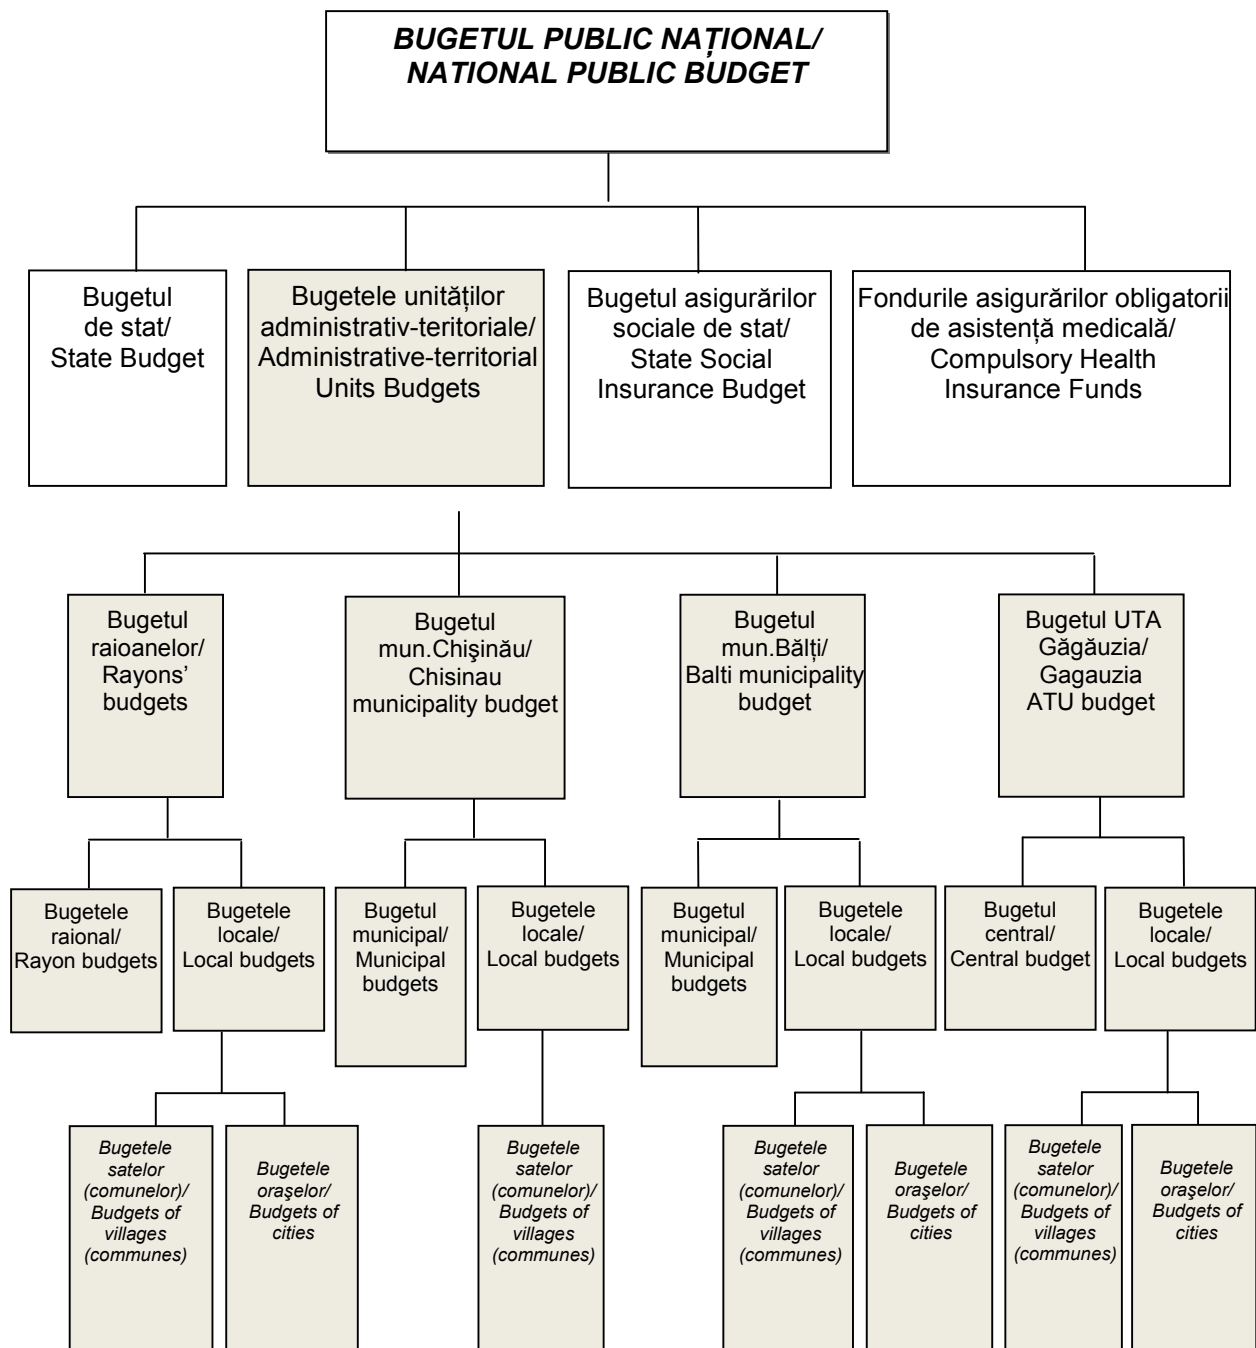 BUGETUL PUBLIC NAȚIONAL/
NATIONAL PUBLIC BUDGET
Bugetul
de stat/
State Budget
Bugetele unităților
administrativ-teritoriale/
Administrative-territorial
Units Budgets
Bugetul asigurărilor
sociale de stat/
State Social
Insurance Budget
Fondurile asigurărilor obligatorii
de asistență medicală/
Compulsory Health
Insurance Funds
Bugetul
raioanelor/
Rayons’
budgets
Bugetul
mun.Chişinău/
Chisinau
municipality budget
Bugetul
mun.Bălți/
Balti municipality
budget
Bugetul UTA
Găgăuzia/
Gagauzia
ATU budget
Bugetele
raional/
Rayon budgets
Bugetele
locale/
Local budgets
Bugetul
municipal/
Municipal
budgets
Bugetele
locale/
Local budgets
Bugetul
municipal/
Municipal
budgets
Bugetele
locale/
Local budgets
Bugetul
central/
Central budget
Bugetele
locale/
Local budgets
Bugetele
satelor
(comunelor)/
Budgets of
villages
(communes)
Bugetele
oraşelor/
Budgets of
cities
Bugetele
satelor
(comunelor)/
Budgets of
villages
(communes)
Bugetele
satelor
(comunelor)/
Budgets of
villages
(communes)
Bugetele
oraşelor/
Budgets of
cities
Bugetele
satelor
(comunelor)/
Budgets of
villages
(communes)
Bugetele
oraşelor/
Budgets of
cities